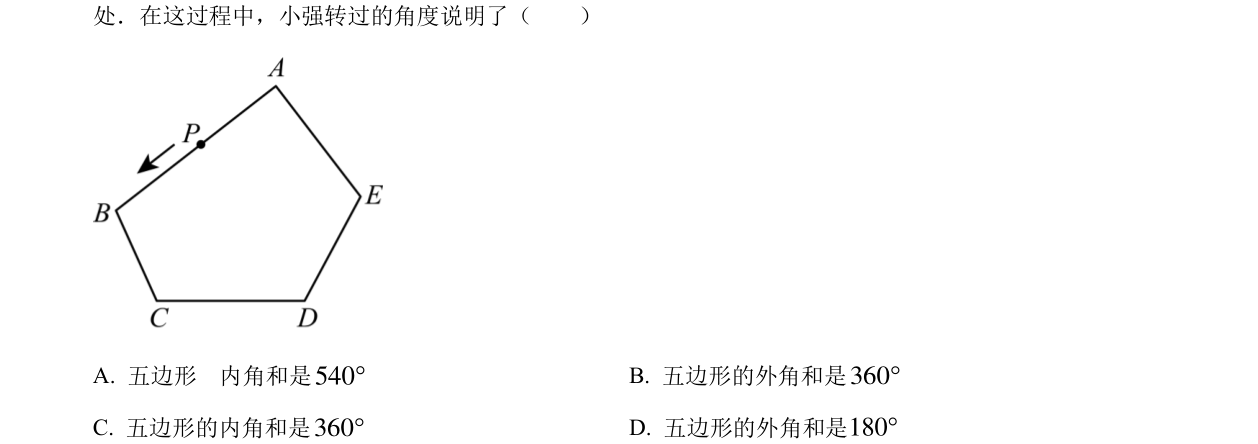 处．在这过程中，小强转过的角度说明了（　　）
A
P
E
B
C
D
A. 五边形　内角和是540°
B. 五边形的外角和是360°
C. 五边形的内角和是360°
D. 五边形的外角和是180°